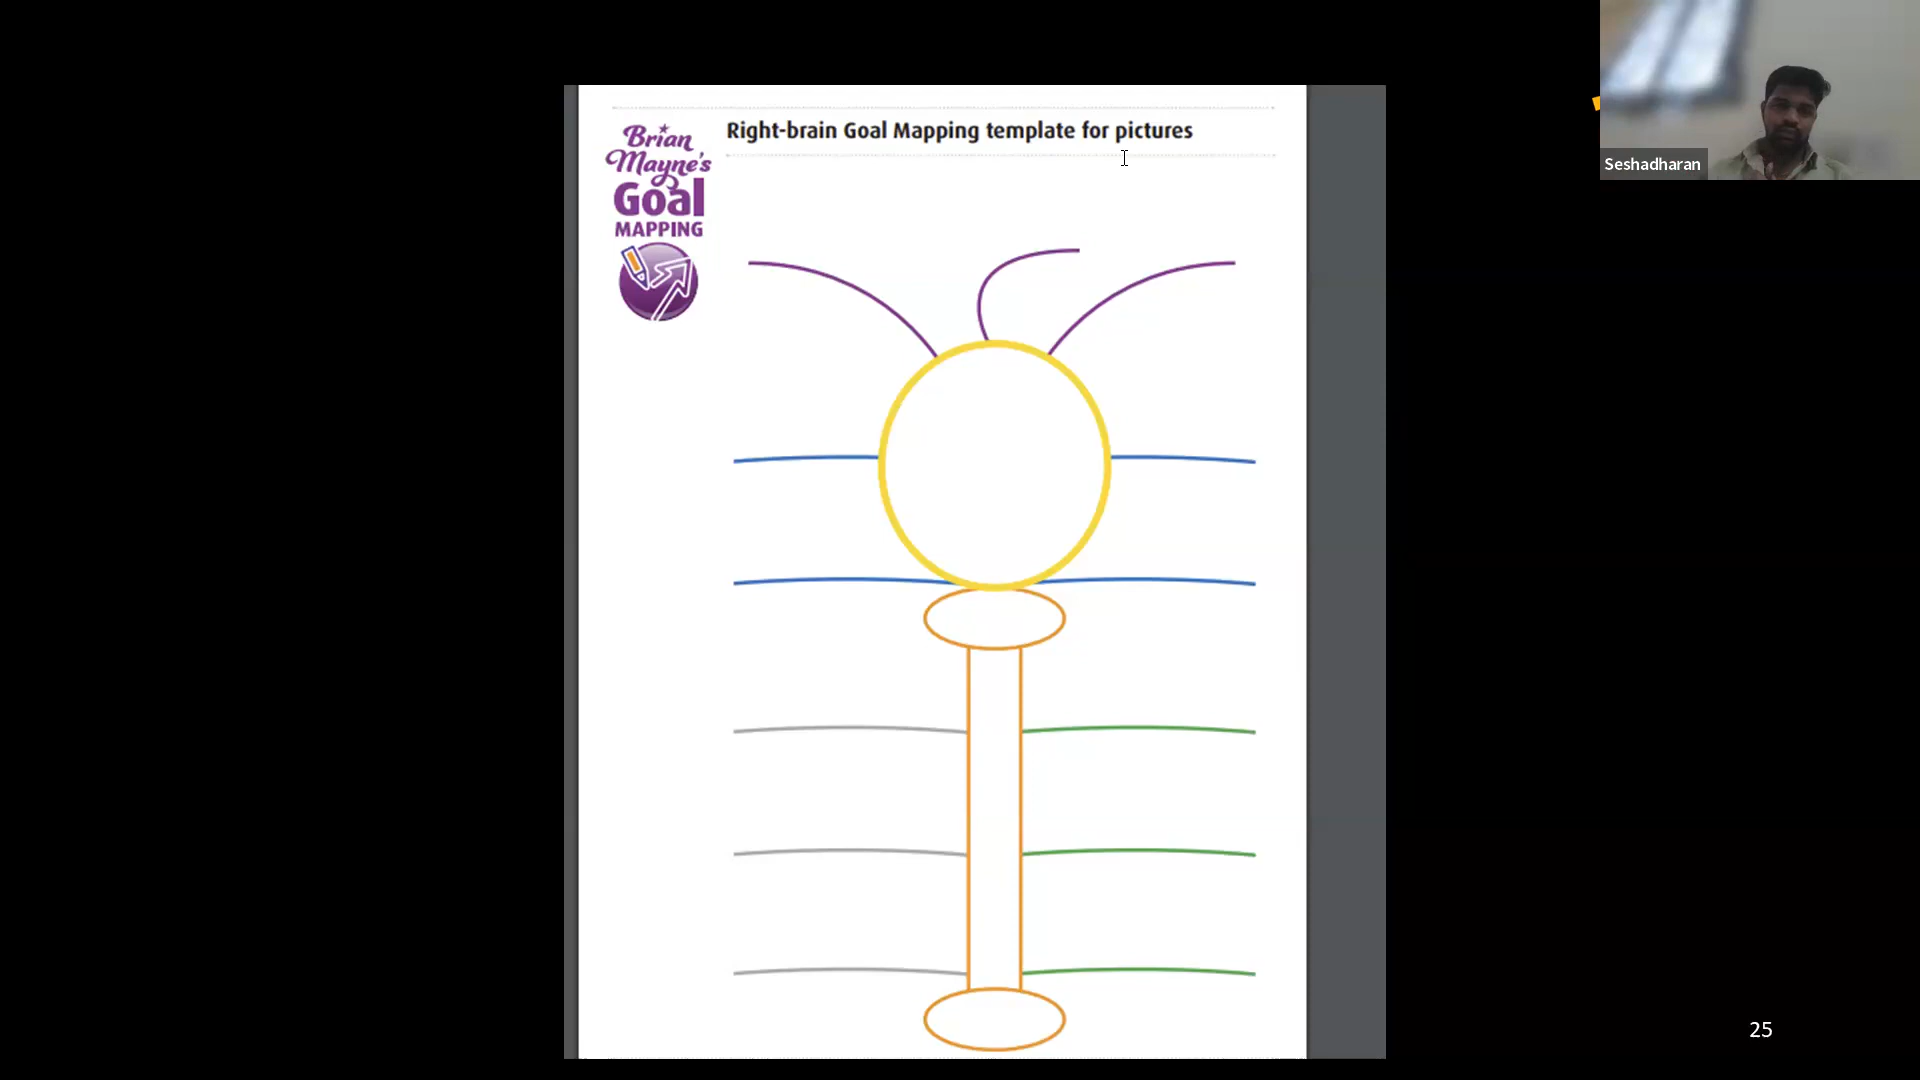 Right-brain Goal Mapping template for pictures
Brian
Mayne's
Goal
MAPPING
Seshadharan
25